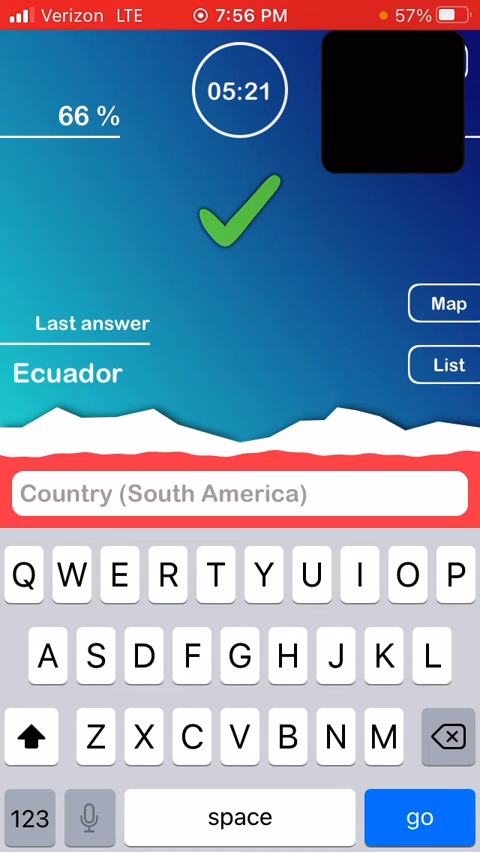 Verizon LTE 7:56 PM 57%
66 %
05:21
Last answer
Ecuador
Map
List
Country (South America)
Q W E R T Y U I O P
A S D F G H J K L
Z X C V B N M
123 space go